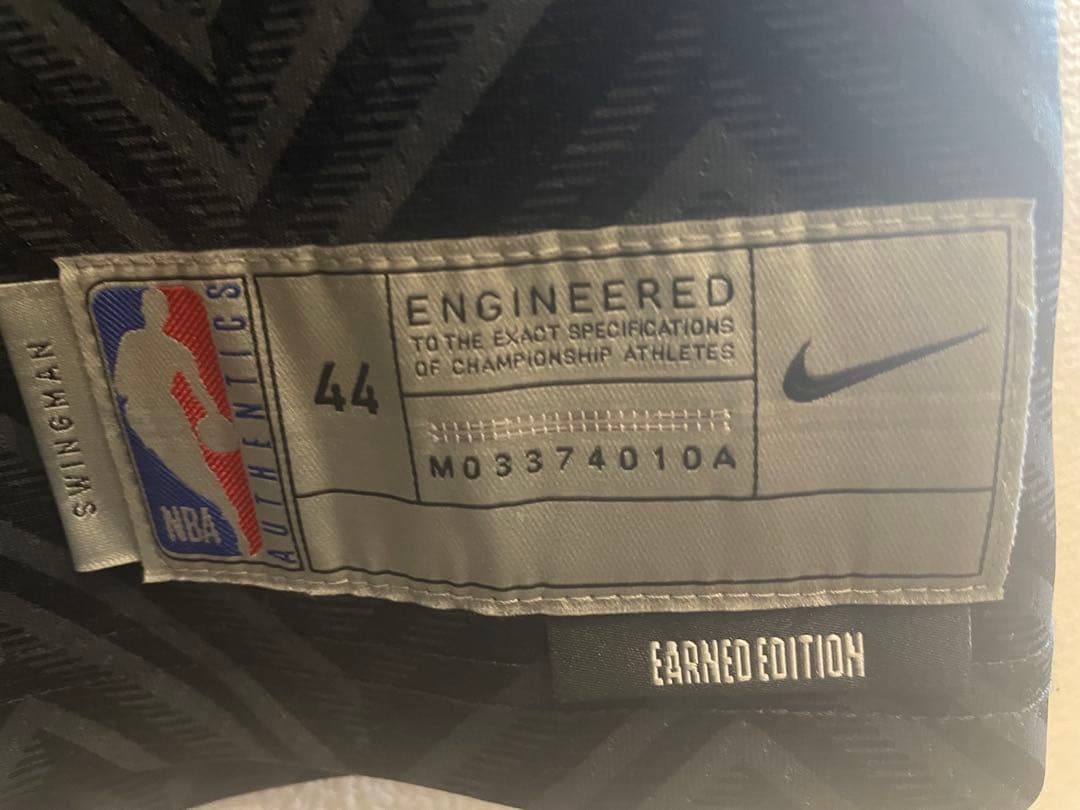 SWINGMAN
NBA
AUTHENTICS
44
ENGINEERED
TO THE EXACT SPECIFICATIONS
OF CHAMPIONSHIP ATHLETES
M03374010A
EARNED EDITION